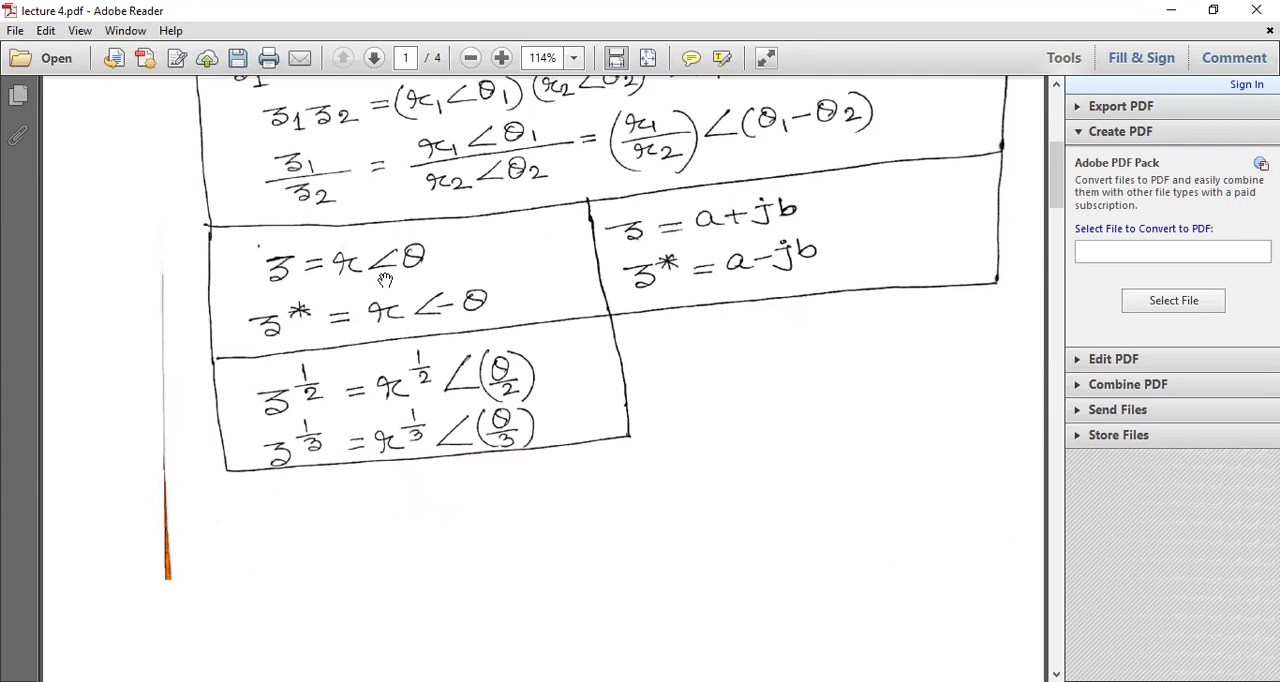 lecture 4.pdf - Adobe Reader
File Edit View Window Help
Open 1 / 4 114% Tools Fill & Sign Comment
Sign In
Export PDF
Create PDF
Adobe PDF Pack
Convert files to PDF and easily combine
them with other file types with a paid
subscription.
Select File to Convert to PDF:
Select File
Edit PDF
Combine PDF
Send Files
Store Files
z₁z₂ = (r₁∠θ₁)(r₂∠θ₂)
z₁/z₂ = r₁∠θ₁/r₂∠θ₂ = (r₁/r₂)∠(θ₁-θ₂)
z = r∠θ
z* = r∠-θ
z = a+jb
z* = a-jb
z^(1/2) = r^(1/2) ∠(θ/2)
z^(1/3) = r^(1/3) ∠(θ/3)